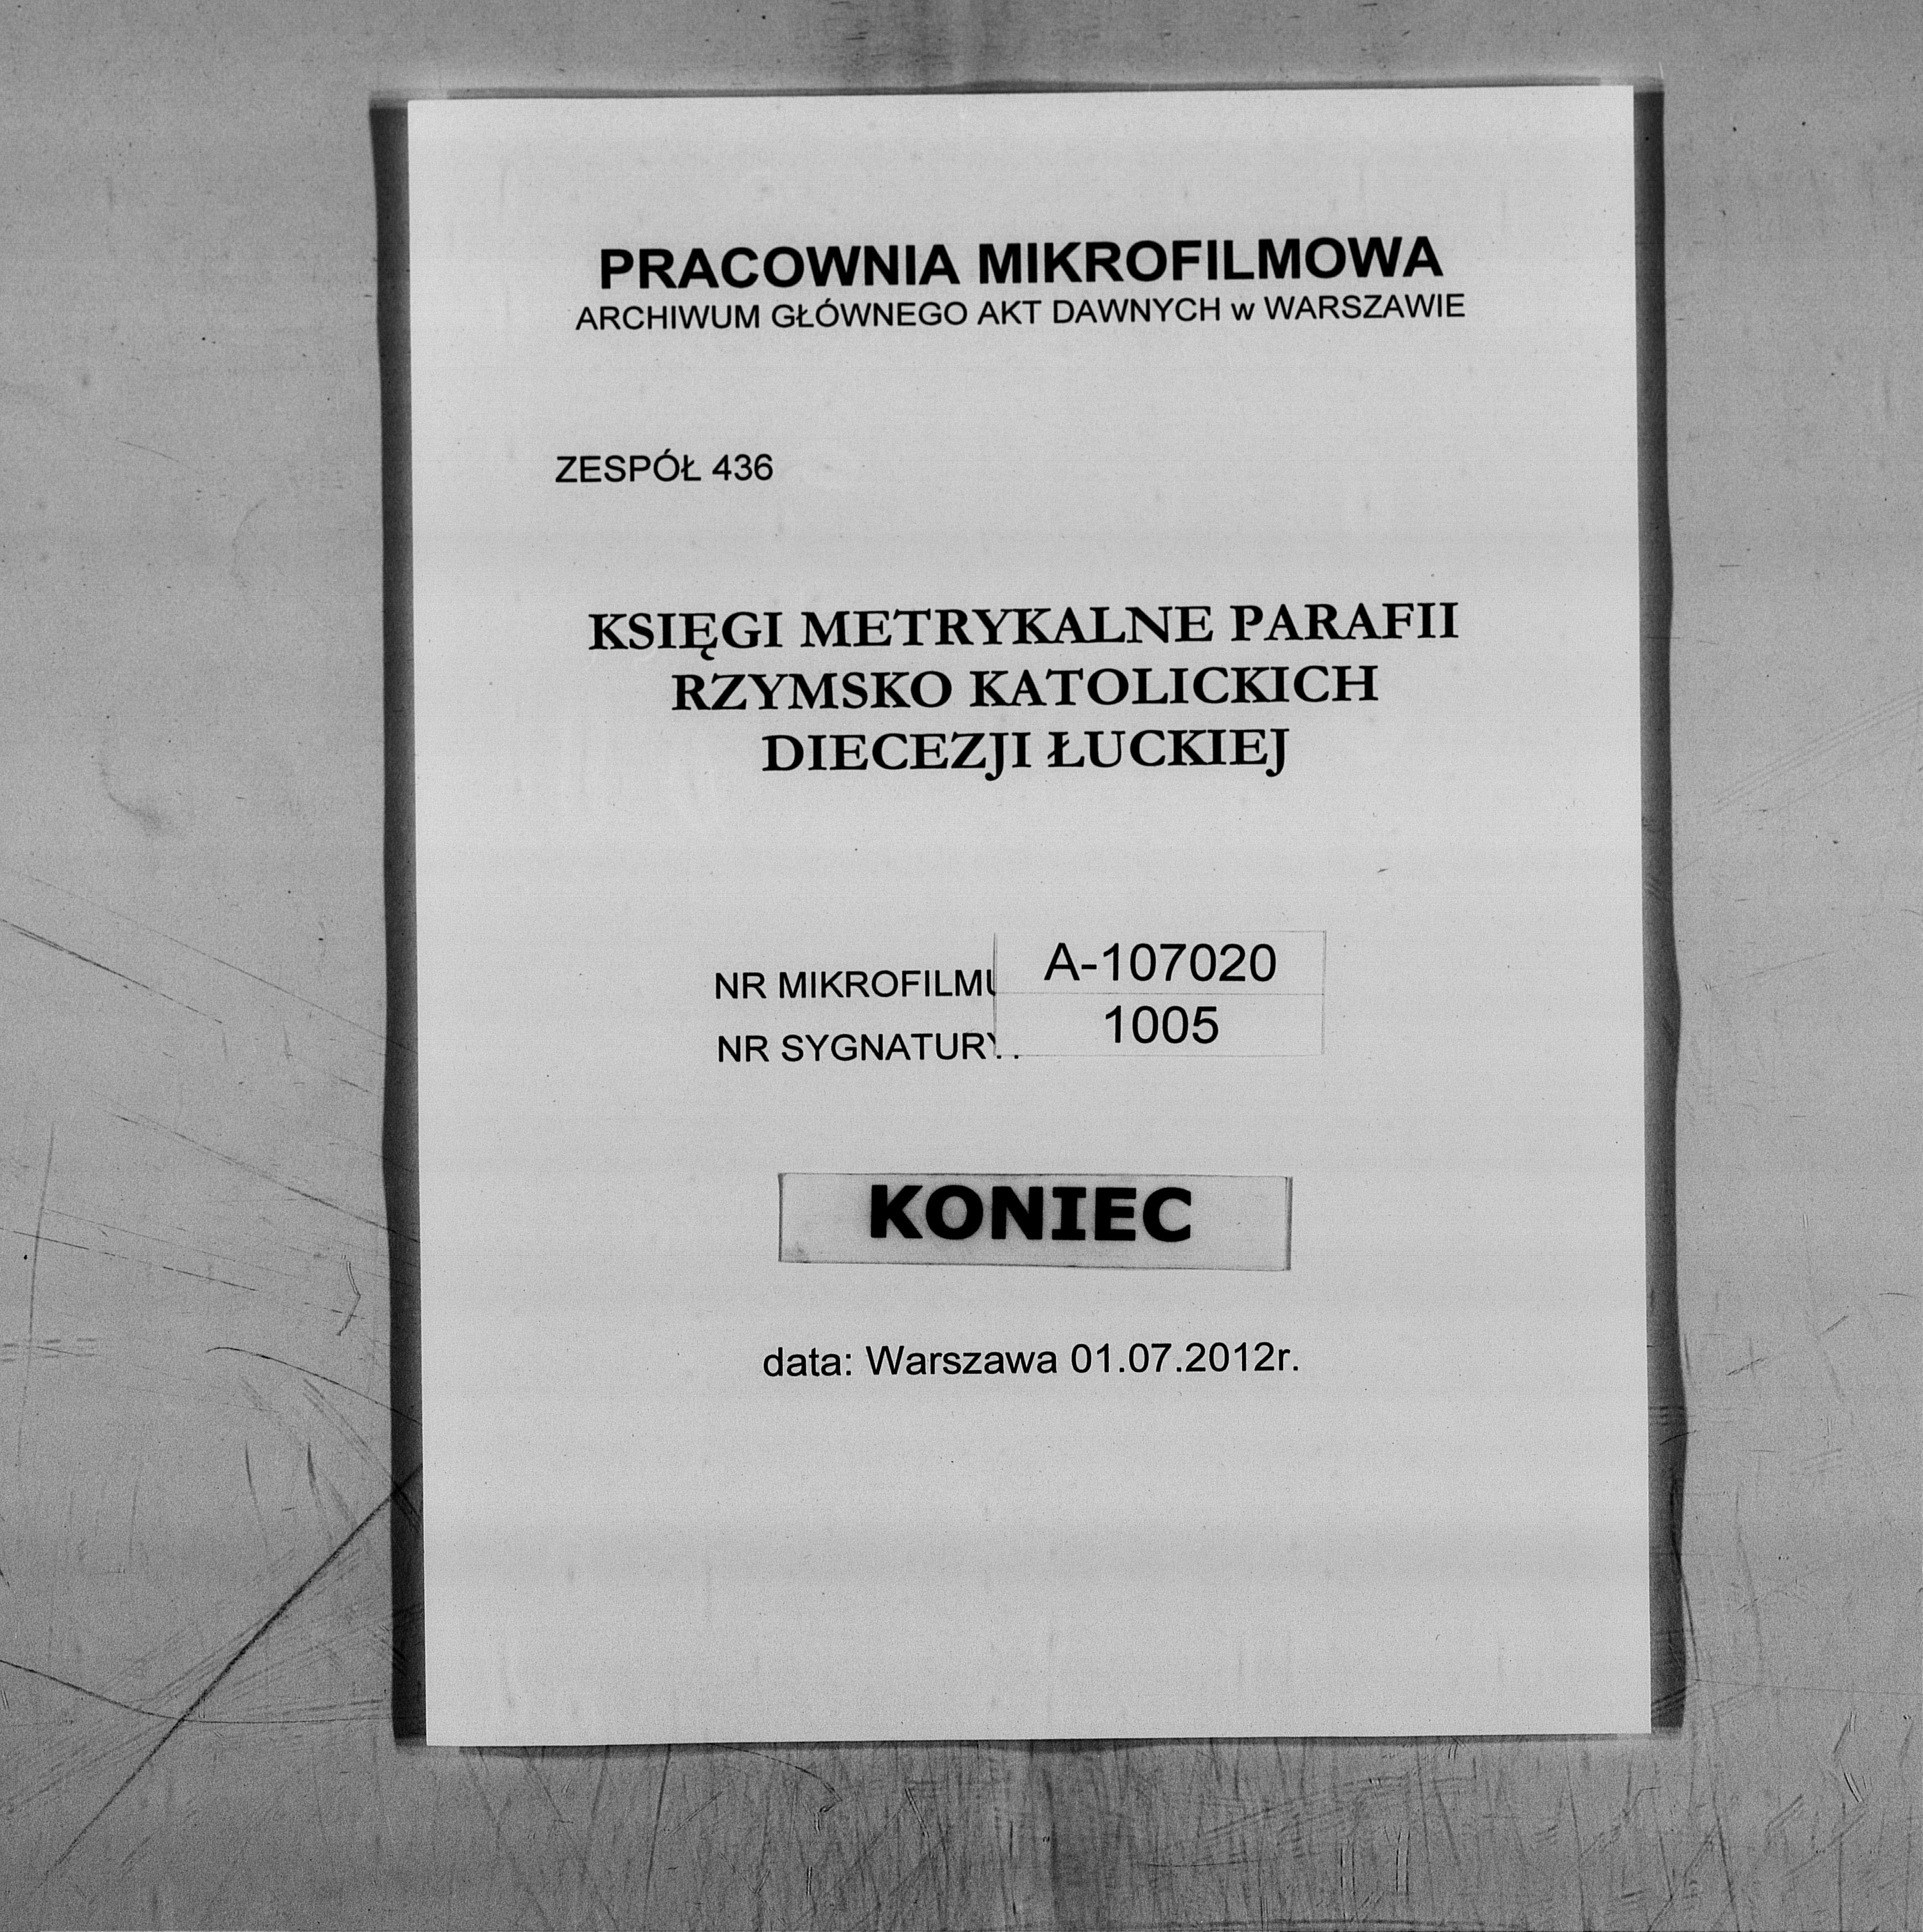 PRACOWNIA MIKROFILMOWA
ARCHIWUM GŁÓWNEGO AKT DAWNYCH w WARSZAWIE
ZESPÓŁ 436
KSIĘGI METRYKALNE PARAFII
RZYMSKO KATOLICKICH
DIECEZJI ŁUCKIEJ
NR MIKROFILMU A-107020
NR SYGNATURY. 1005
KONIEC
data: Warszawa 01.07.2012r.